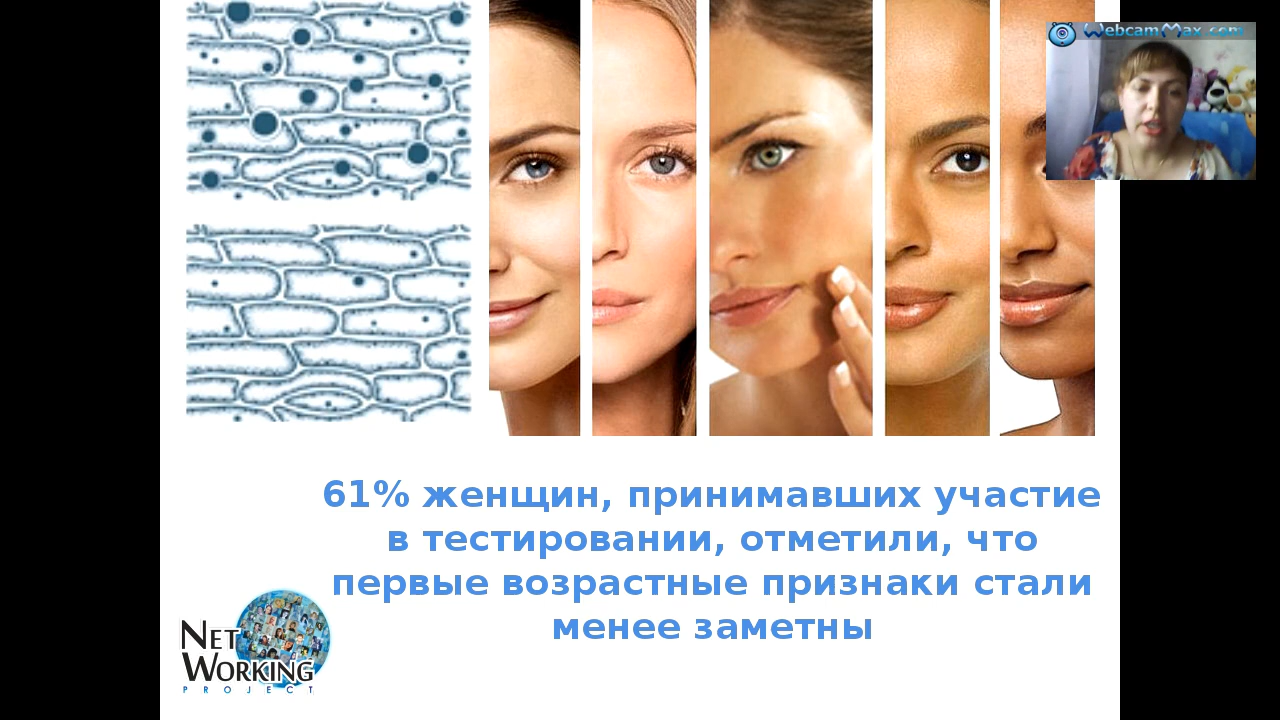 WebcamMax.com
61% женщин, принимавших участие
в тестировании, отметили, что
первые возрастные признаки стали
менее заметны
NET
WORKING
PROJECT